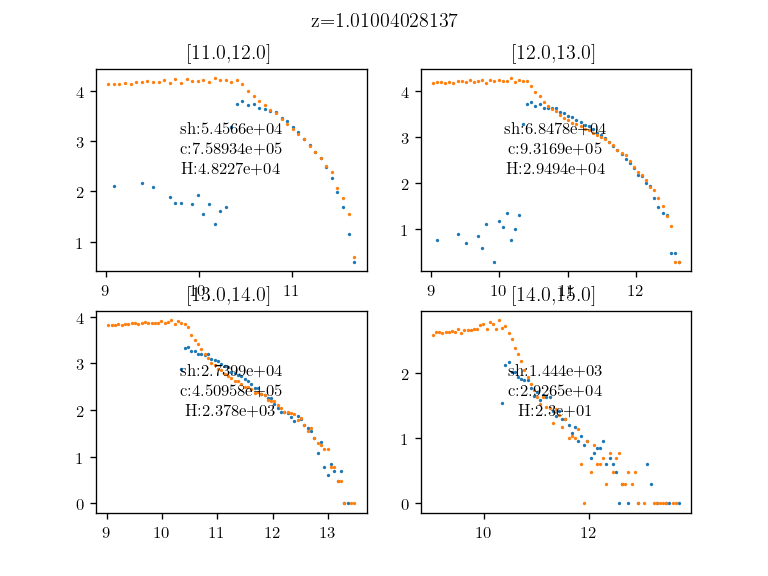 z=1.01004028137
[11.0,12.0]
[12.0,13.0]
4
3
2
1
sh:5.4566e+04
c:7.58934e+05
H:4.8227e+04
9
10
11
4
3
2
1
sh:6.8478e+04
c:9.3169e+05
H:2.9494e+04
9
10
11
12
[13.0,14.0]
[14.0,15.0]
4
3
2
1
0
sh:2.7309e+04
c:4.50958e+05
H:2.378e+03
9
10
11
12
13
2
1
0
sh:1.444e+03
c:2.9265e+04
H:2.3e+01
10
12